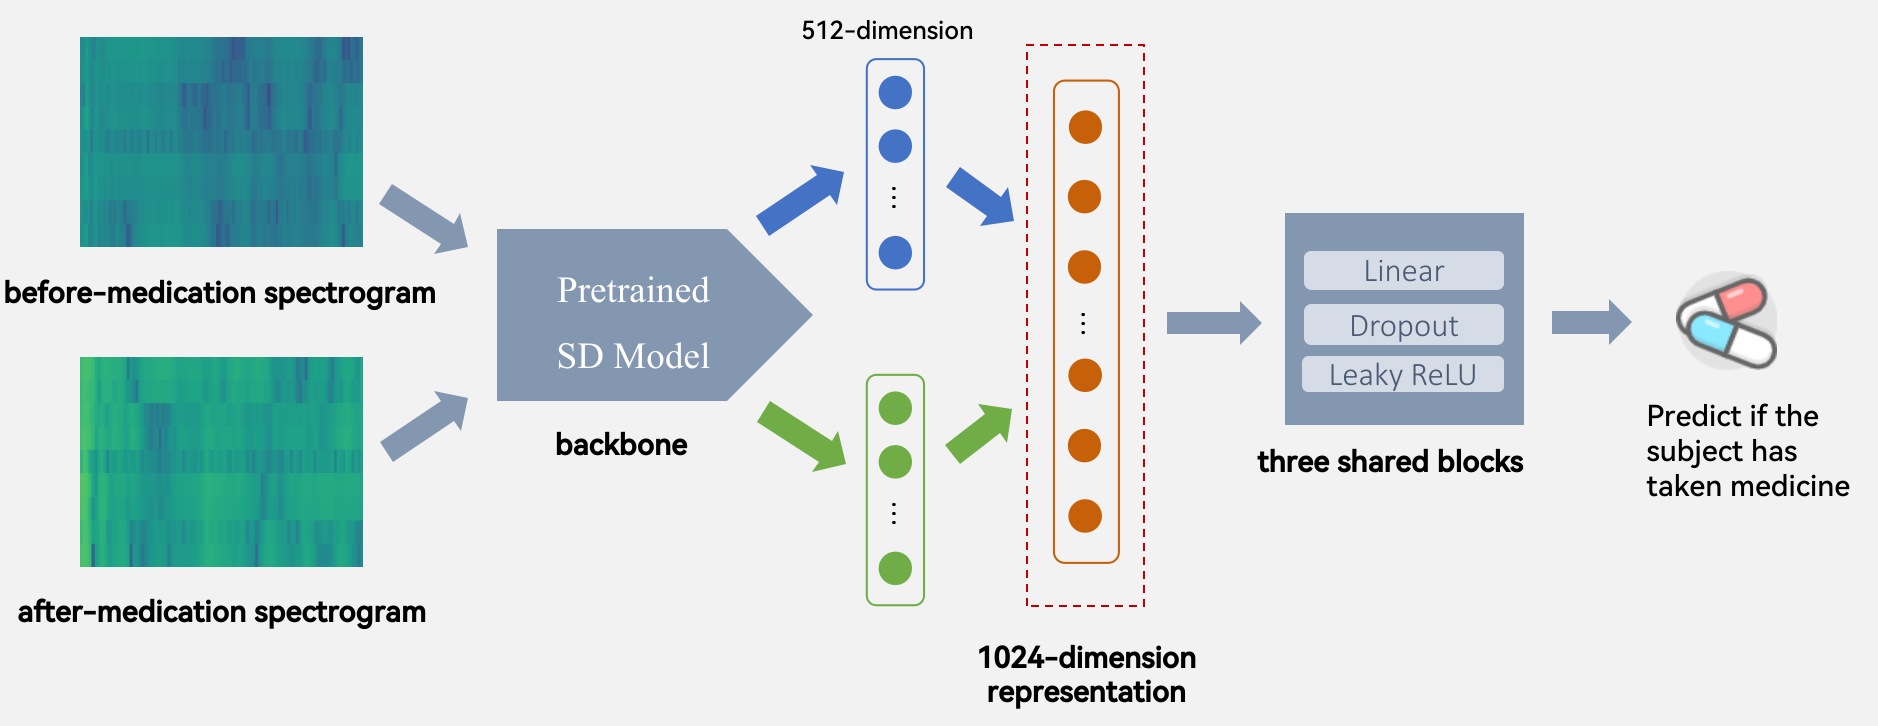 512-dimension
before-medication spectrogram
after-medication spectrogram
Pretrained
SD Model
backbone
1024-dimension
representation
Linear
Dropout
Leaky ReLU
three shared blocks
Predict if the
subject has
taken medicine